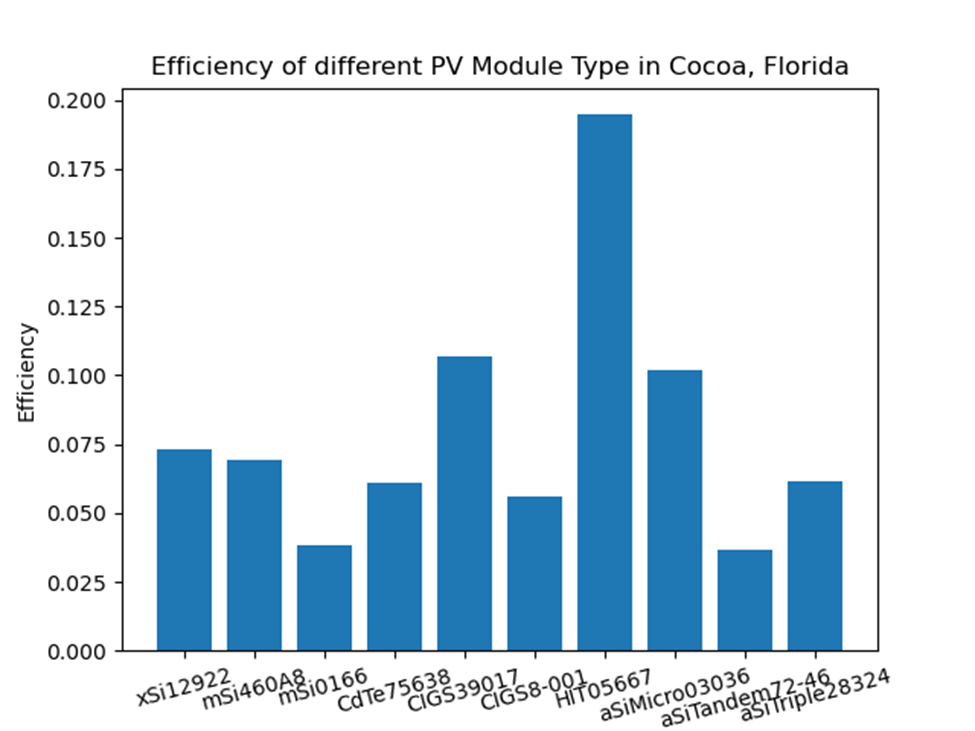 Efficiency of different PV Module Type in Cocoa, Florida
0.200
0.175
0.150
0.125
0.100
0.075
0.050
0.025
0.000
Efficiency
xSi12922
mSi460A8
mSi0166
CdTe75638
CIGS39017
CIGS8-001
HIT05667
aSiMicro03036
aSiTandem72-46
aSiTriple28324